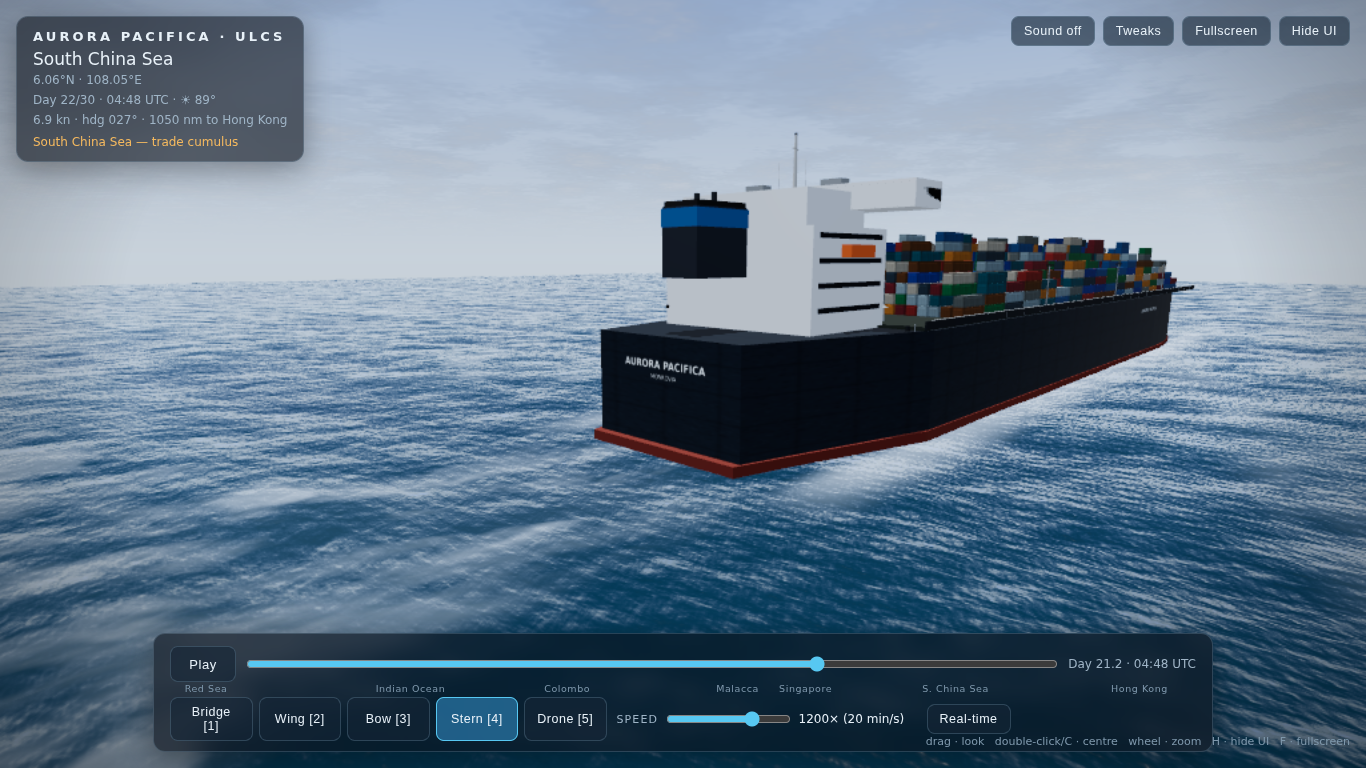 AURORA PACIFICA · ULCS
South China Sea
6.06°N · 108.05°E
Day 22/30 · 04:48 UTC · ☀ 89°
6.9 kn · hdg 027° · 1050 nm to Hong Kong
South China Sea — trade cumulus
Sound off
Tweaks
Fullscreen
Hide UI
AURORA PACIFICA
Play
Day 21.2 · 04:48 UTC
Red Sea
Indian Ocean
Colombo
Malacca
Singapore
S. China Sea
Hong Kong
Bridge [1]
Wing [2]
Bow [3]
Stern [4]
Drone [5]
SPEED
1200× (20 min/s)
Real-time
drag · look double-click/C · centre wheel · zoom H · hide UI F · fullscreen